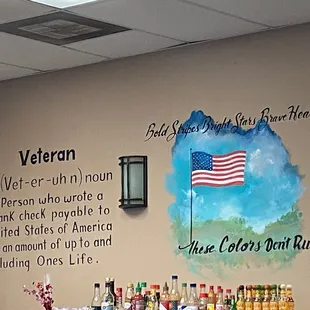 Veteran
(Vet-er-uhn) noun
Person who wrote a
ank check payable to
ited States of America
an amount of up to and
luding Ones Life.
Bold Stripes Bright Stars Brave Hea
These Colors Don't Ru